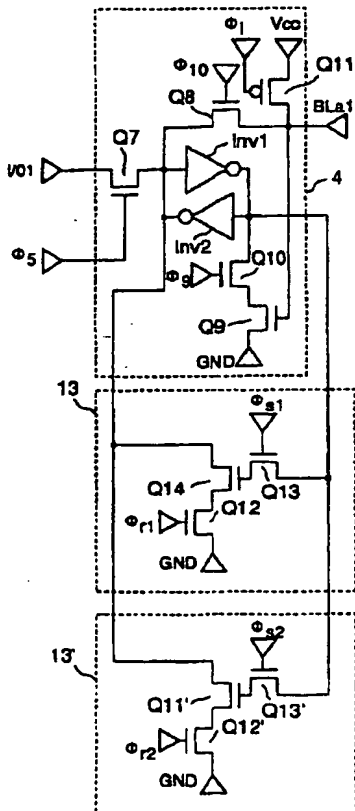 Φ1 Vcc
Φ10
Q11
Q8
BLa1
Q7
Inv1
I/01
4
Inv2
Φ5
Q10
Φ9
Q9
GND
13
Φs1
Q14 Q13
Q12
Φr1
GND
13'
Φs2
Q11' Q13'
Q12'
Φr2
GND